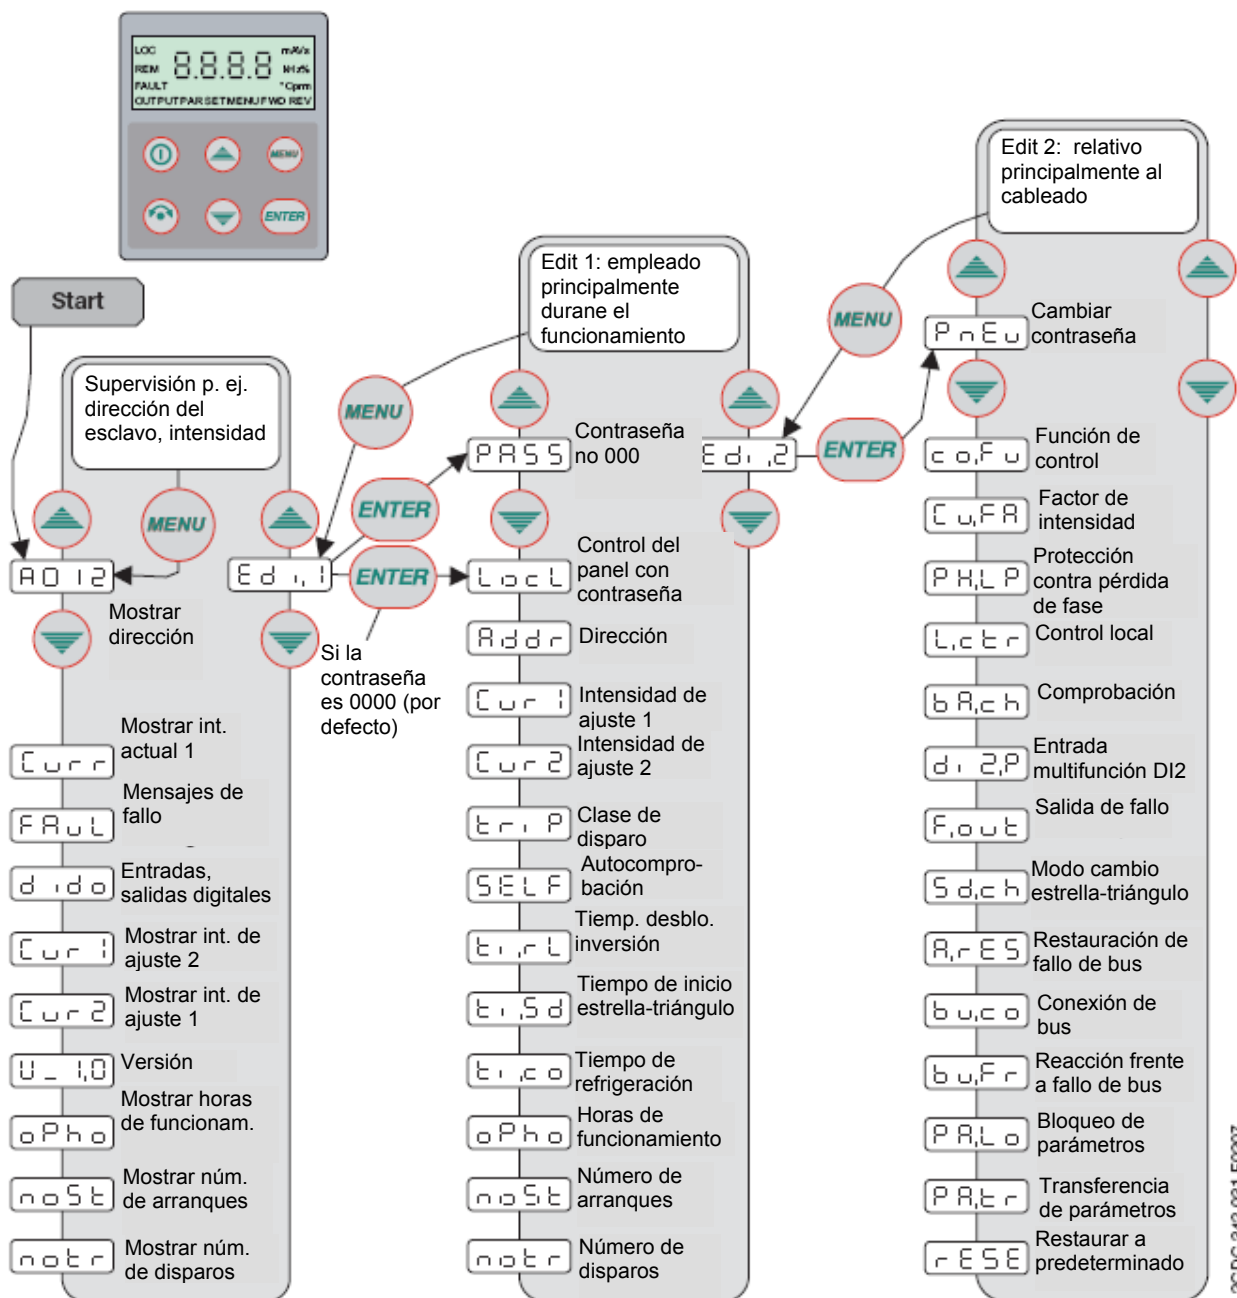 LOC
mA/s
8.8.8.8
REM
FAULT
°Cprm
OUTPUTPARSETMENUFWD REV
MENU
ENTER
Start
Supervisión p. ej.
dirección del
esclavo, intensidad
MENU
A012
Mostrar
dirección
Curr
Mostrar int.
actual 1
FAuL
Mensajes de
fallo
dido
Entradas,
salidas digitales
Cur1
Mostrar int. de
ajuste 2
Cur2
Mostrar int. de
ajuste 1
U_1,0
Versión
oPho
Mostrar horas
de funcionam.
noSt
Mostrar núm.
de arranques
notr
Mostrar núm.
de disparos
Edi,1
MENU
ENTER
ENTER
Si la
contraseña
es 0000 (por
defecto)
Edit 1: empleado
principalmente
durane el
funcionamiento
PASS
Contraseña
no 000
LocL
Control del
panel con
contraseña
Addr
Dirección
Cur1
Intensidad de
ajuste 1
Cur2
Intensidad de
ajuste 2
triP
Clase de
disparo
SELF
Autocompro-
bación
ti,rL
Tiemp. desblo.
inversión
ti,Sd
Tiempo de inicio
estrella-triángulo
ti,co
Tiempo de
refrigeración
oPho
Horas de
funcionamiento
noSt
Número de
arranques
notr
Número de
disparos
Edi,2
MENU
ENTER
Edit 2: relativo
principalmente al
cableado
PnEu
Cambiar
contraseña
co,Fu
Función de
control
Cu,FA
Factor de
intensidad
PH,LP
Protección
contra pérdida
de fase
L,ctr
Control local
bA,ch
Comprobación
di2,P
Entrada
multifunción DI2
F,out
Salida de fallo
Sd,ch
Modo cambio
estrella-triángulo
A,rES
Restauración de
fallo de bus
bu,co
Conexión de
bus
bu,Fr
Reacción frente
a fallo de bus
PA,Lo
Bloqueo de
parámetros
PA,tr
Transferencia
de parámetros
rESE
Restaurar a
predeterminado